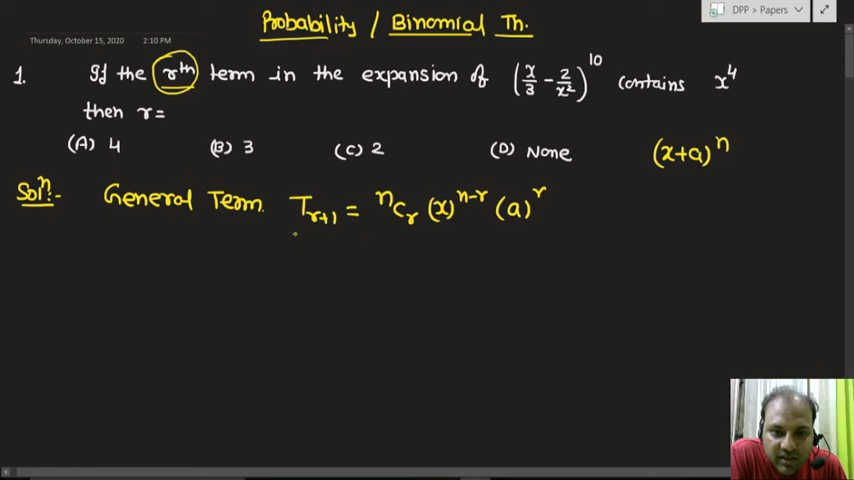 DPP > Papers
Probability / Binomial Th.
Thursday, October 15, 2020 2:10 PM
1. If the rth term in the expansion of (x/3 - 2/x²)^10 contains x^4
then r=
(A) 4 (B) 3 (C) 2 (D) None (x+a)^n
Solⁿ:- General Term. T_{r+1} = ^nC_r (x)^{n-r} (a)^r